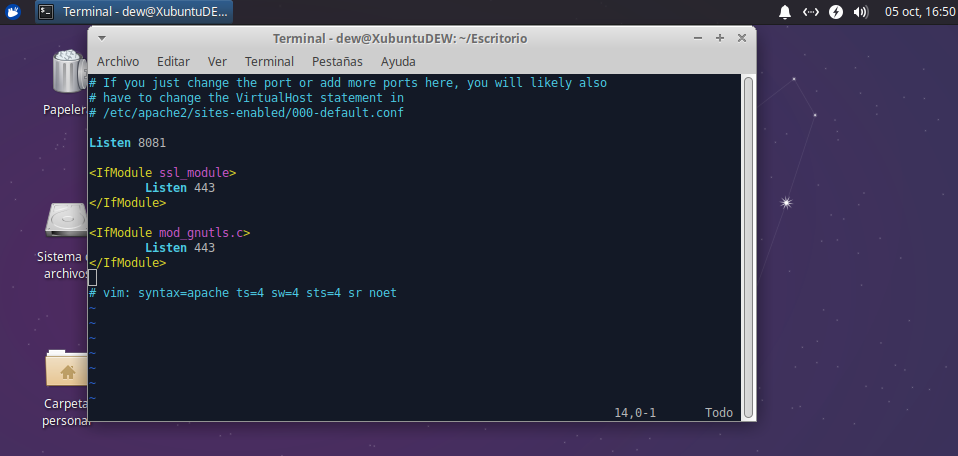 Terminal - dew@XubuntuDE...
05 oct, 16:50
Terminal - dew@XubuntuDEW: ~/Escritorio
Archivo Editar Ver Terminal Pestañas Ayuda
# If you just change the port or add more ports here, you will likely also
# have to change the VirtualHost statement in
# /etc/apache2/sites-enabled/000-default.conf
Listen 8081
<IfModule ssl_module>
Listen 443
</IfModule>
<IfModule mod_gnutls.c>
Listen 443
</IfModule>
# vim: syntax=apache ts=4 sw=4 sts=4 sr noet
~
~
~
~
~
~
~
14,0-1 Todo
Papeler
Sistema
archivos
Carpeta
personal